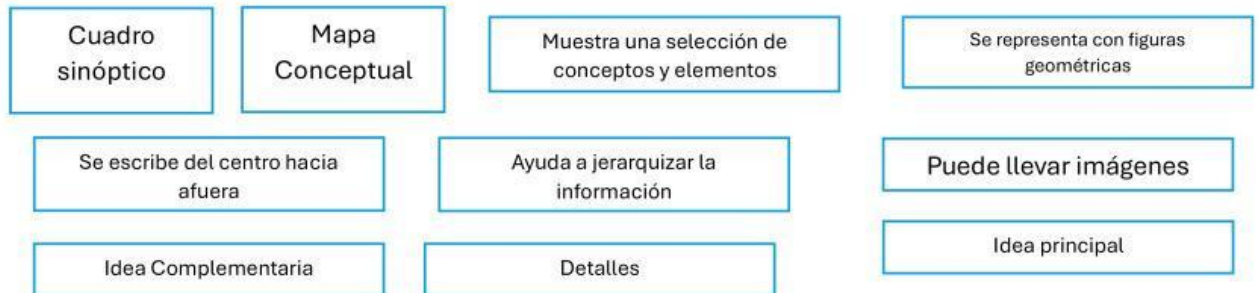 Cuadro
sinóptico
Mapa
Conceptual
Muestra una selección de
conceptos y elementos
Se representa con figuras
geométricas
Se escribe del centro hacia
afuera
Ayuda a jerarquizar la
información
Puede llevar imágenes
Idea Complementaria
Detalles
Idea principal